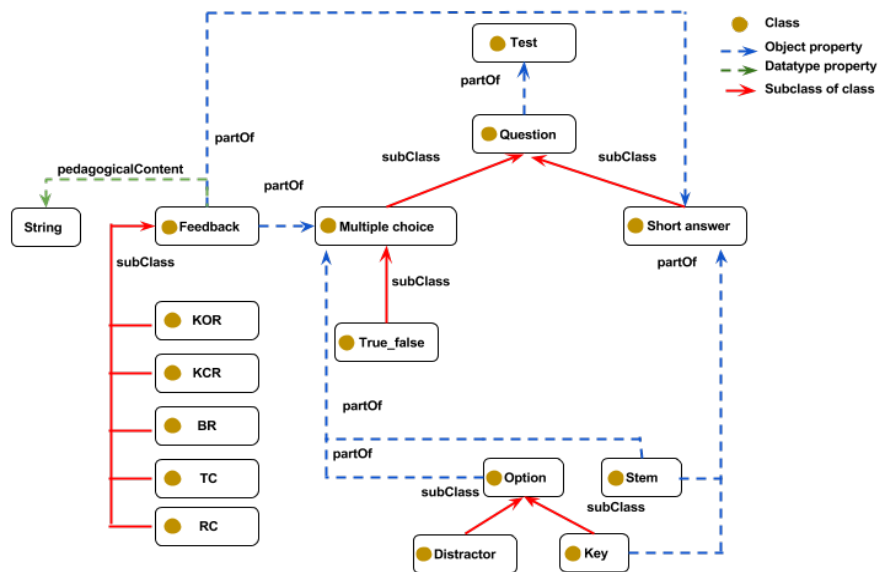 Class
Object property
Datatype property
Subclass of class
Test
partOf
Question
partOf
subClass
subClass
pedagogicalContent
partOf
String
Feedback
Multiple choice
Short answer
subClass
partOf
subClass
KOR
True_false
KCR
partOf
BR
partOf
TC
Option
Stem
subClass
subClass
RC
Distractor
Key